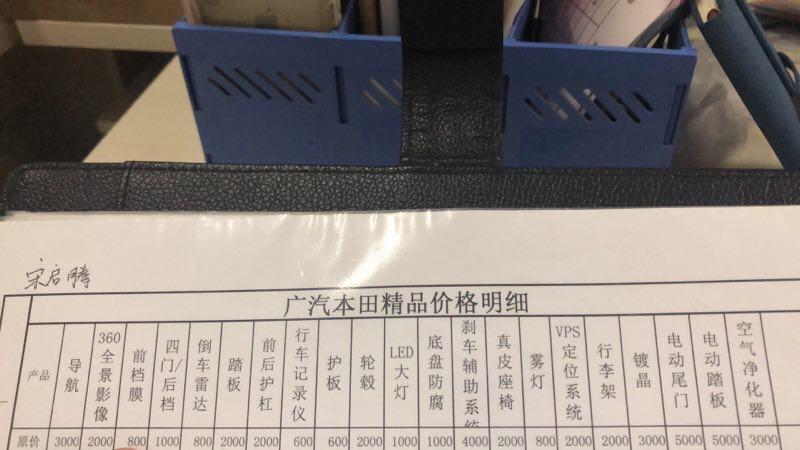 宋启腾
广汽本田精品价格明细
产品 导航 360全景影像 前档膜 四门/后档 倒车雷达 踏板 前后护杠 行车记录仪 护板 轮毂 LED大灯 底盘防腐 刹车辅助系统 真皮座椅 雾灯 VPS定位系统 行李架 镀晶 电动尾门 电动踏板 空气净化器
原价 3000 2000 800 1000 800 2000 2000 600 600 2000 1000 1000 4000 2000 800 2000 2000 3000 5000 5000 3000